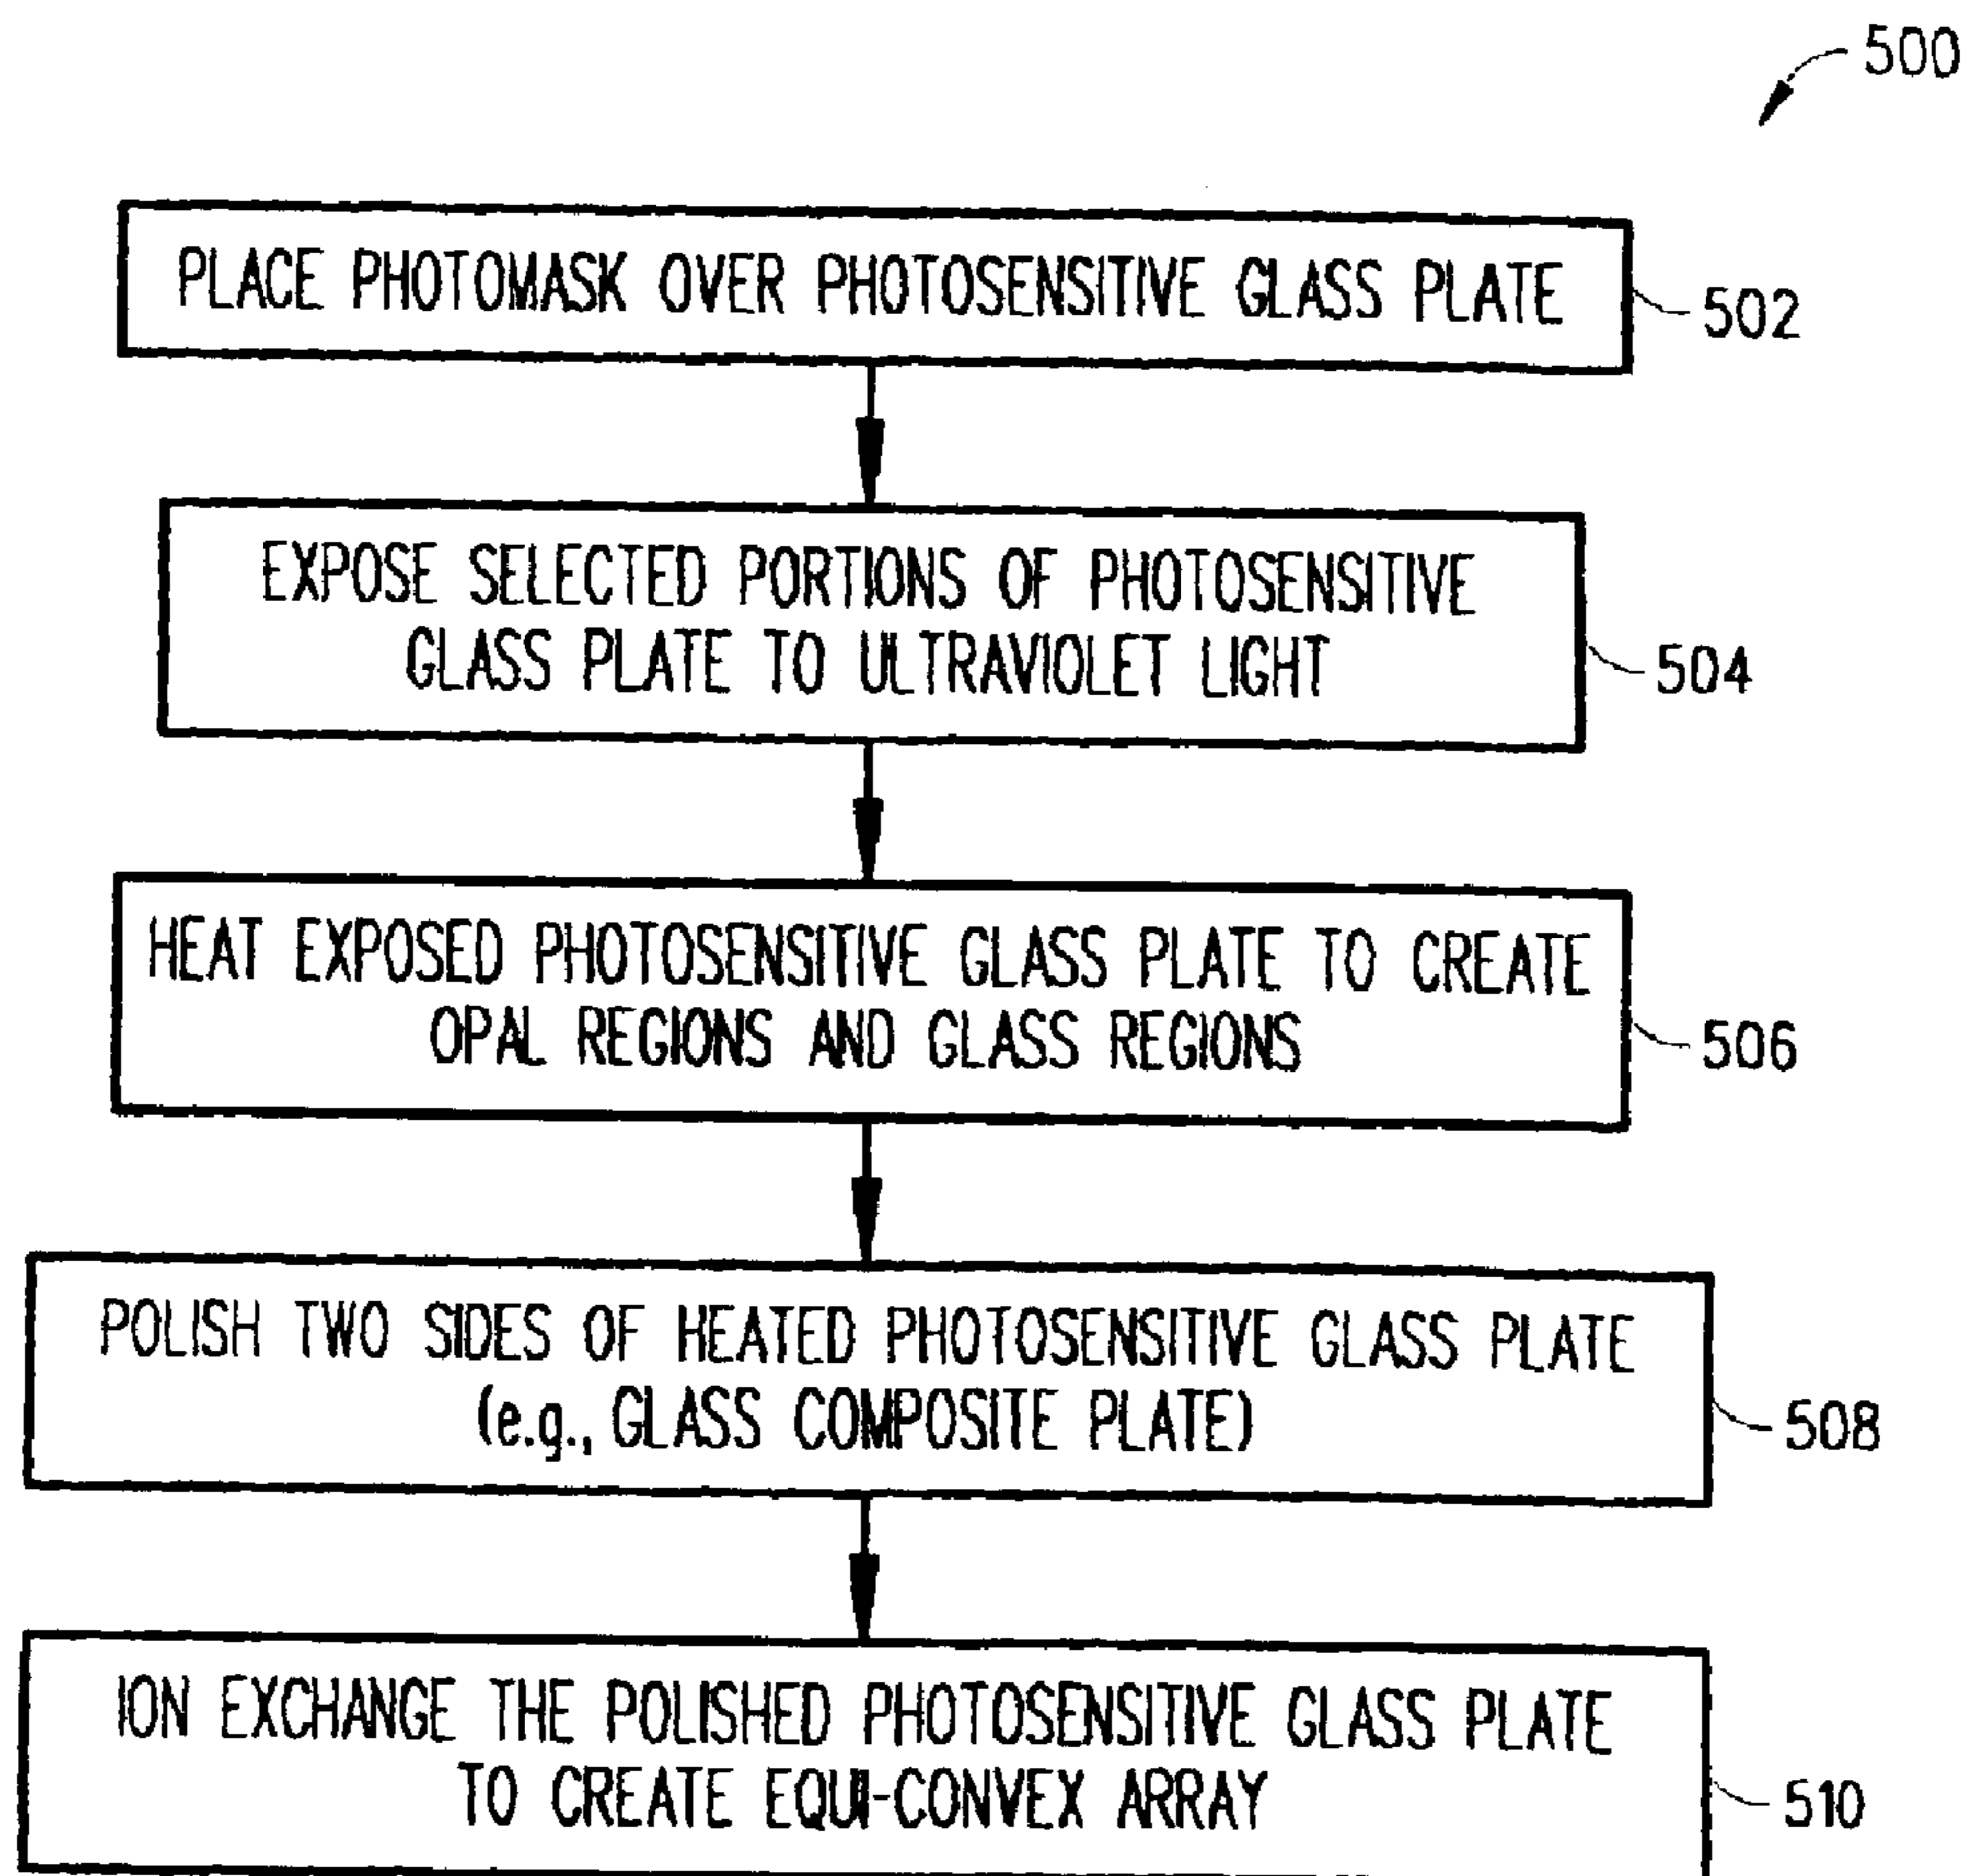 500
PLACE PHOTOMASK OVER PHOTOSENSITIVE GLASS PLATE
502
EXPOSE SELECTED PORTIONS OF PHOTOSENSITIVE
GLASS PLATE TO ULTRAVIOLET LIGHT
504
HEAT EXPOSED PHOTOSENSITIVE GLASS PLATE TO CREATE
OPAL REGIONS AND GLASS REGIONS
506
POLISH TWO SIDES OF HEATED PHOTOSENSITIVE GLASS PLATE
(e.g., GLASS COMPOSITE PLATE)
508
ION EXCHANGE THE POLISHED PHOTOSENSITIVE GLASS PLATE
TO CREATE EQUI-CONVEX ARRAY
510